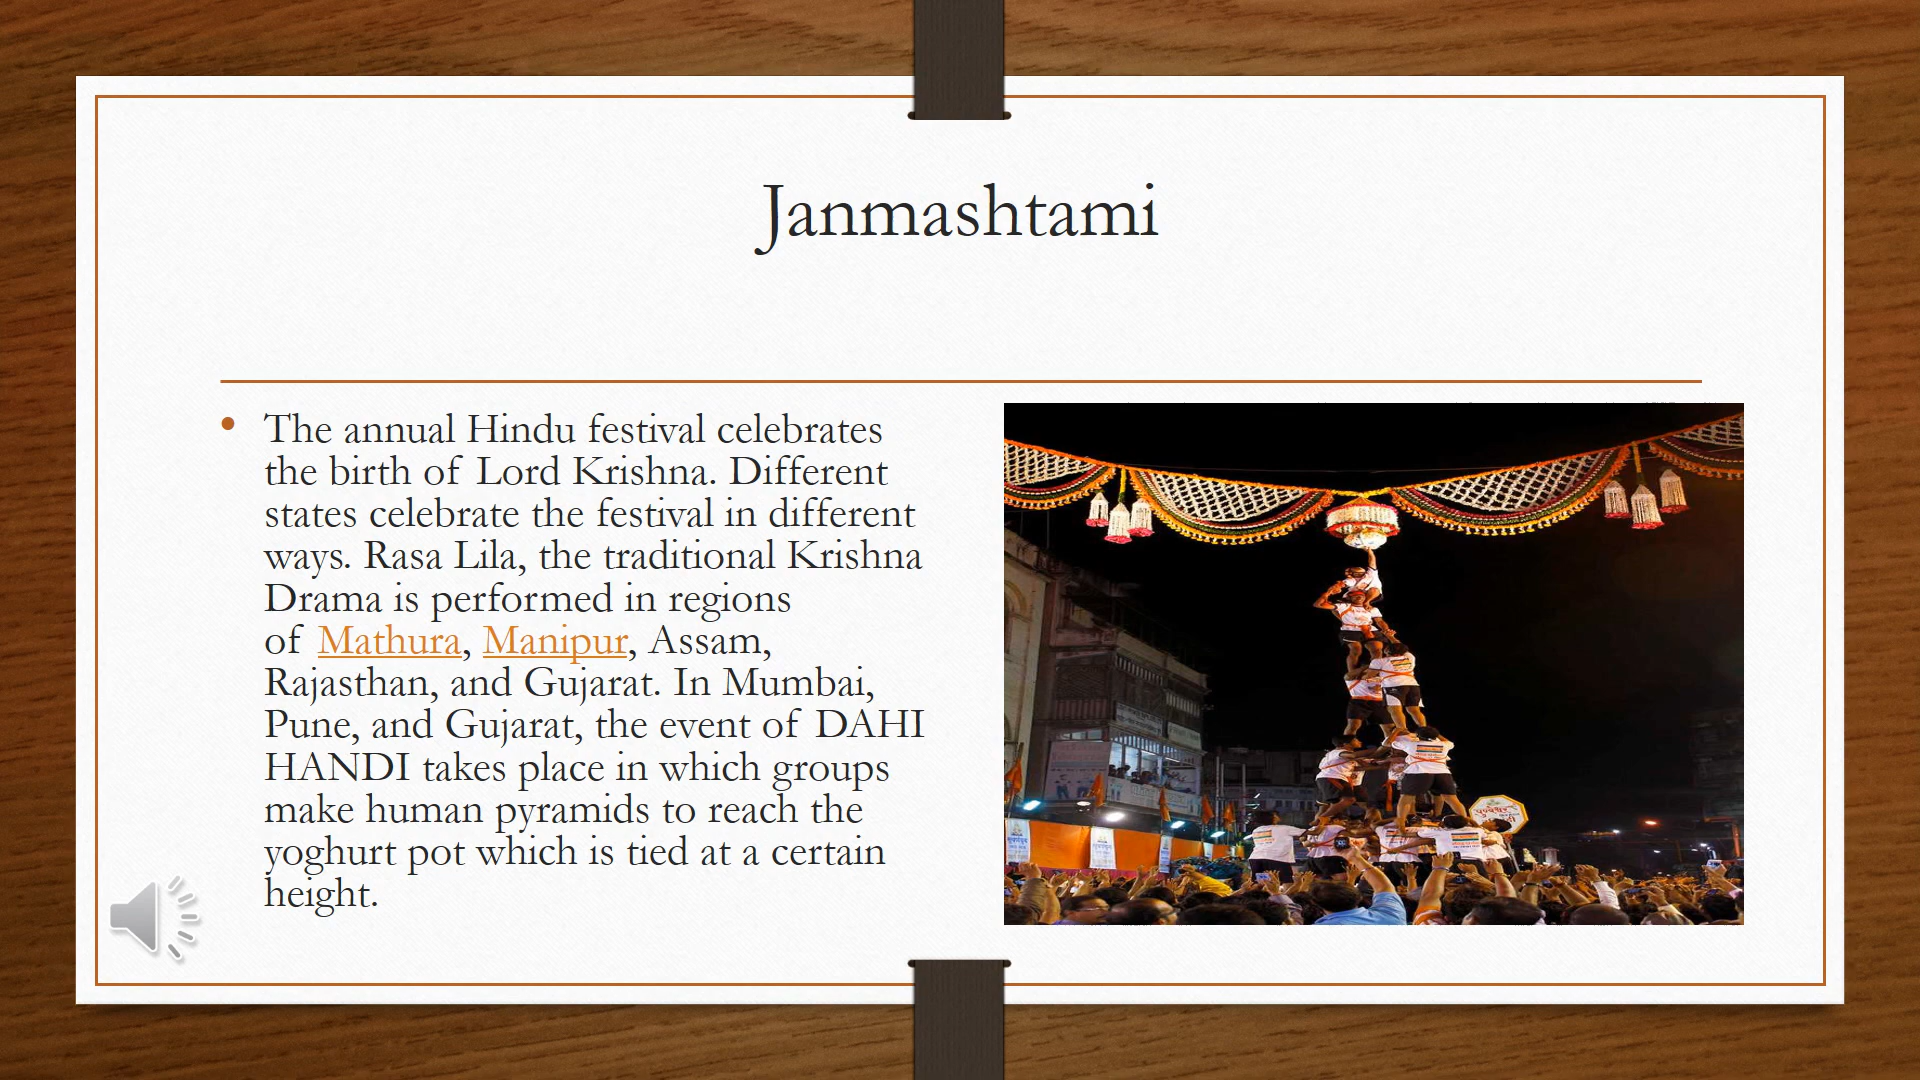 Janmashtami
• The annual Hindu festival celebrates
the birth of Lord Krishna. Different
states celebrate the festival in different
ways. Rasa Lila, the traditional Krishna
Drama is performed in regions
of Mathura, Manipur, Assam,
Rajasthan, and Gujarat. In Mumbai,
Pune, and Gujarat, the event of DAHI
HANDI takes place in which groups
make human pyramids to reach the
yoghurt pot which is tied at a certain
height.